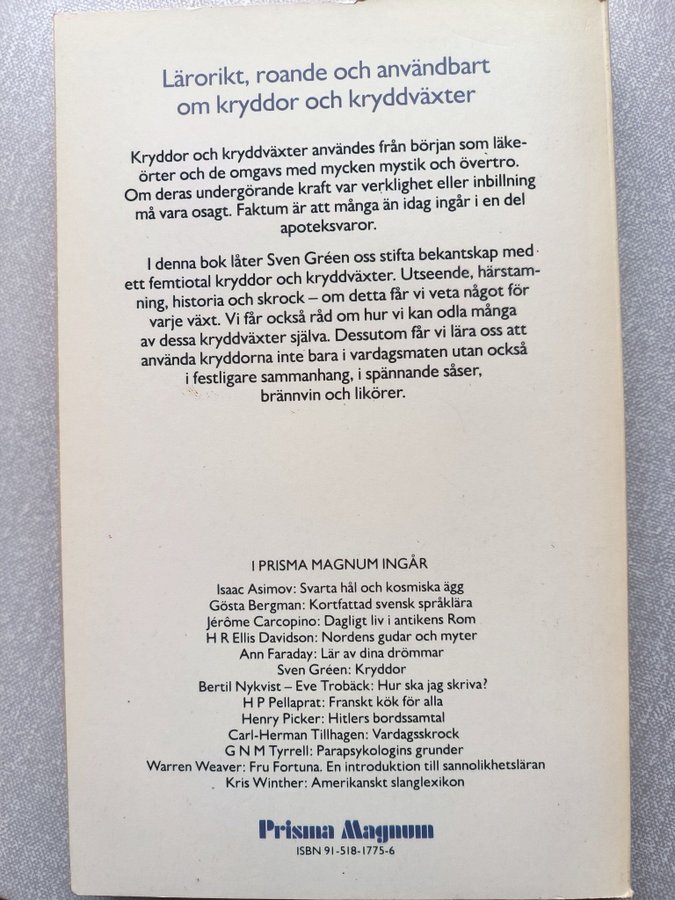 Lärorikt, roande och användbart
om kryddor och kryddväxter
Kryddor och kryddväxter användes från början som läke-
örter och de omgavs med mycken mystik och övertro.
Om deras undergörande kraft var verklighet eller inbillning
må vara osagt. Faktum är att många än idag ingår i en del
apoteksvaror.
I denna bok låter Sven Gréen oss stifta bekantskap med
ett femtiotal kryddor och kryddväxter. Utseende, härstam-
ning, historia och skrock – om detta får vi veta något för
varje växt. Vi får också råd om hur vi kan odla många
av dessa kryddväxter själva. Dessutom får vi lära oss att
använda kryddorna inte bara i vardagsmaten utan också
i festligare sammanhang, i spännande såser,
brännvin och likörer.
I PRISMA MAGNUM INGÅR
Isaac Asimov: Svarta hål och kosmiska ägg
Gösta Bergman: Kortfattad svensk språklära
Jérôme Carcopino: Dagligt liv i antikens Rom
H R Ellis Davidson: Nordens gudar och myter
Ann Faraday: Lär av dina drömmar
Sven Gréen: Kryddor
Bertil Nykvist – Eve Trobäck: Hur ska jag skriva?
H P Pellaprat: Franskt kök för alla
Henry Picker: Hitlers bordssamtal
Carl-Herman Tillhagen: Vardagsskrock
G N M Tyrrell: Parapsykologins grunder
Warren Weaver: Fru Fortuna. En introduktion till sannolikhetsläran
Kris Winther: Amerikanskt slanglexikon
Prisma Magnum
ISBN 91-518-1775-6